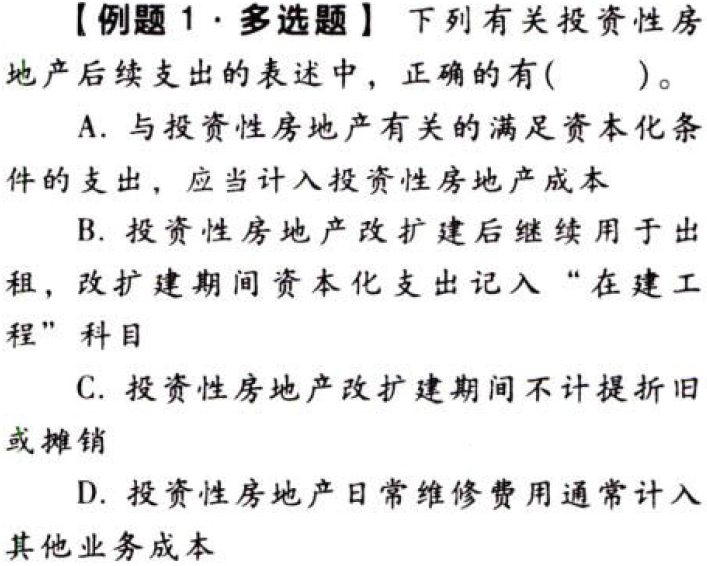 【例题 1·多选题】 下列有关投资性房
地产后续支出的表述中，正确的有(  )。
A. 与投资性房地产有关的满足资本化条
件的支出，应当计入投资性房地产成本
B. 投资性房地产改扩建后继续用于出
租，改扩建期间资本化支出记入“在建工
程”科目
C. 投资性房地产改扩建期间不计提折旧
或摊销
D. 投资性房地产日常维修费用通常计入
其他业务成本